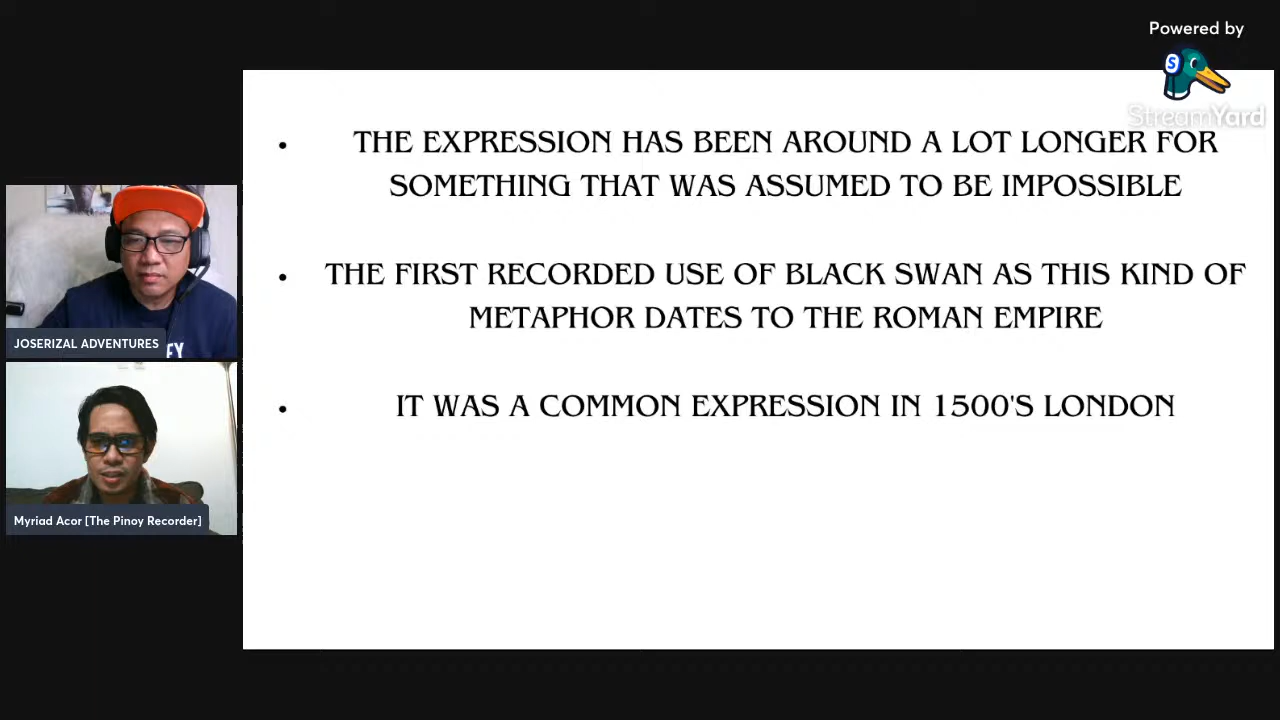 Powered by
StreamYard
THE EXPRESSION HAS BEEN AROUND A LOT LONGER FOR
SOMETHING THAT WAS ASSUMED TO BE IMPOSSIBLE
THE FIRST RECORDED USE OF BLACK SWAN AS THIS KIND OF
METAPHOR DATES TO THE ROMAN EMPIRE
IT WAS A COMMON EXPRESSION IN 1500'S LONDON
JOSERIZAL ADVENTURES
Myriad Acor [The Pinoy Recorder]